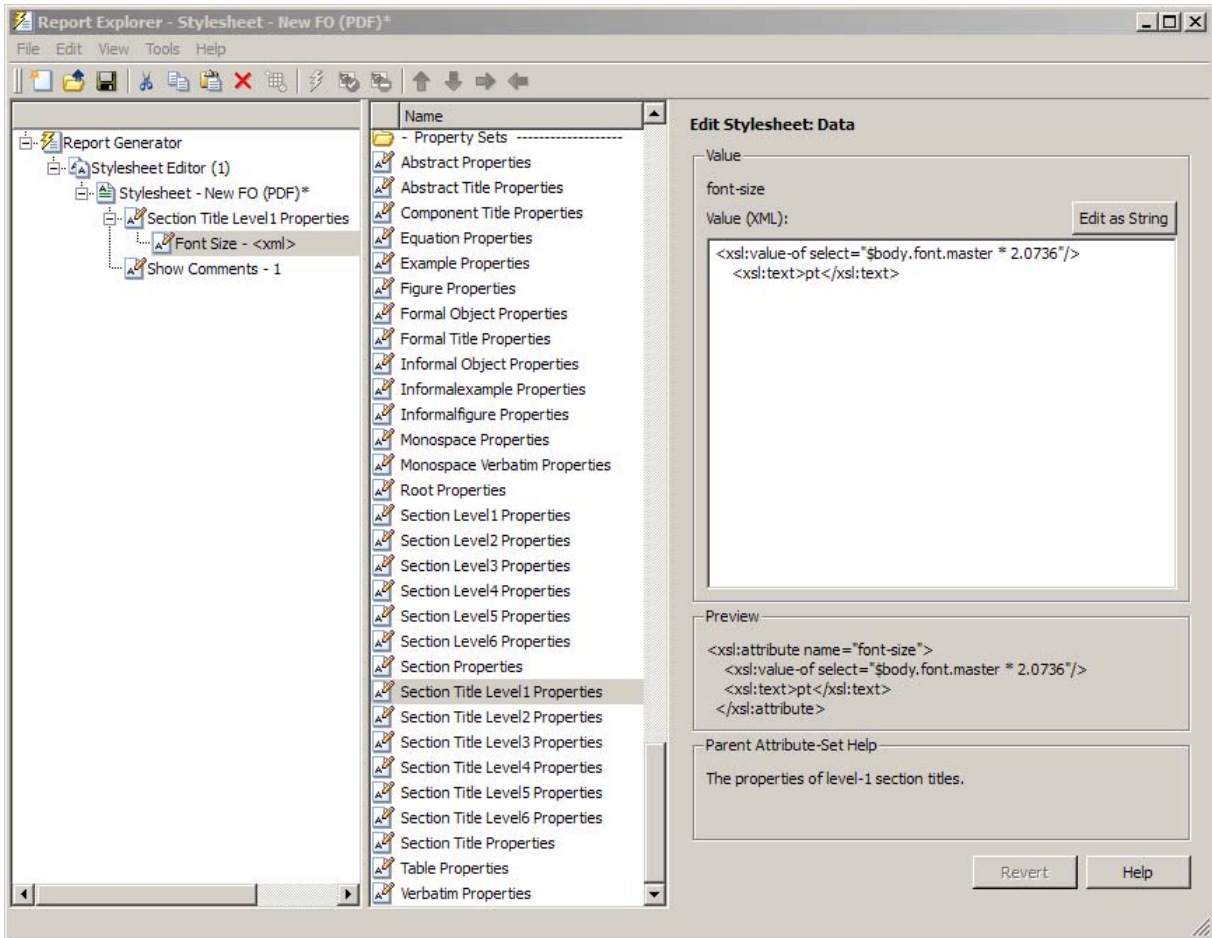 Report Explorer - Stylesheet - New FO (PDF)*
File Edit View Tools Help
Report Generator
Stylesheet Editor (1)
Stylesheet - New FO (PDF)*
Section Title Level1 Properties
Font Size - <xml>
Show Comments - 1
Name
- Property Sets -------------------
Abstract Properties
Abstract Title Properties
Component Title Properties
Equation Properties
Example Properties
Figure Properties
Formal Object Properties
Formal Title Properties
Informal Object Properties
Informalexample Properties
Informalfigure Properties
Monospace Properties
Monospace Verbatim Properties
Root Properties
Section Level1 Properties
Section Level2 Properties
Section Level3 Properties
Section Level4 Properties
Section Level5 Properties
Section Level6 Properties
Section Properties
Section Title Level1 Properties
Section Title Level2 Properties
Section Title Level3 Properties
Section Title Level4 Properties
Section Title Level5 Properties
Section Title Level6 Properties
Section Title Properties
Table Properties
Verbatim Properties
Edit Stylesheet: Data
Value
font-size
Value (XML):
Edit as String
<xsl:value-of select="$body.font.master * 2.0736"/>
<xsl:text>pt</xsl:text>
Preview
<xsl:attribute name="font-size">
<xsl:value-of select="$body.font.master * 2.0736"/>
<xsl:text>pt</xsl:text>
</xsl:attribute>
Parent Attribute-Set Help
The properties of level-1 section titles.
Revert
Help